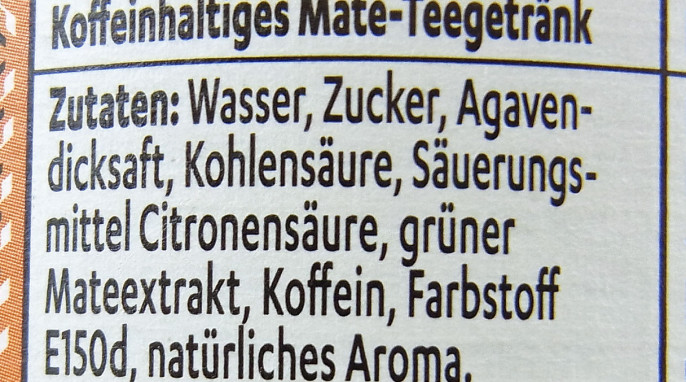 Koffeinhaltiges Mate-Teegetränk
Zutaten: Wasser, Zucker, Agaven-
dicksaft, Kohlensäure, Säuerungs-
mittel Citronensäure, grüner
Mateextrakt, Koffein, Farbstoff
E150d, natürliches Aroma.